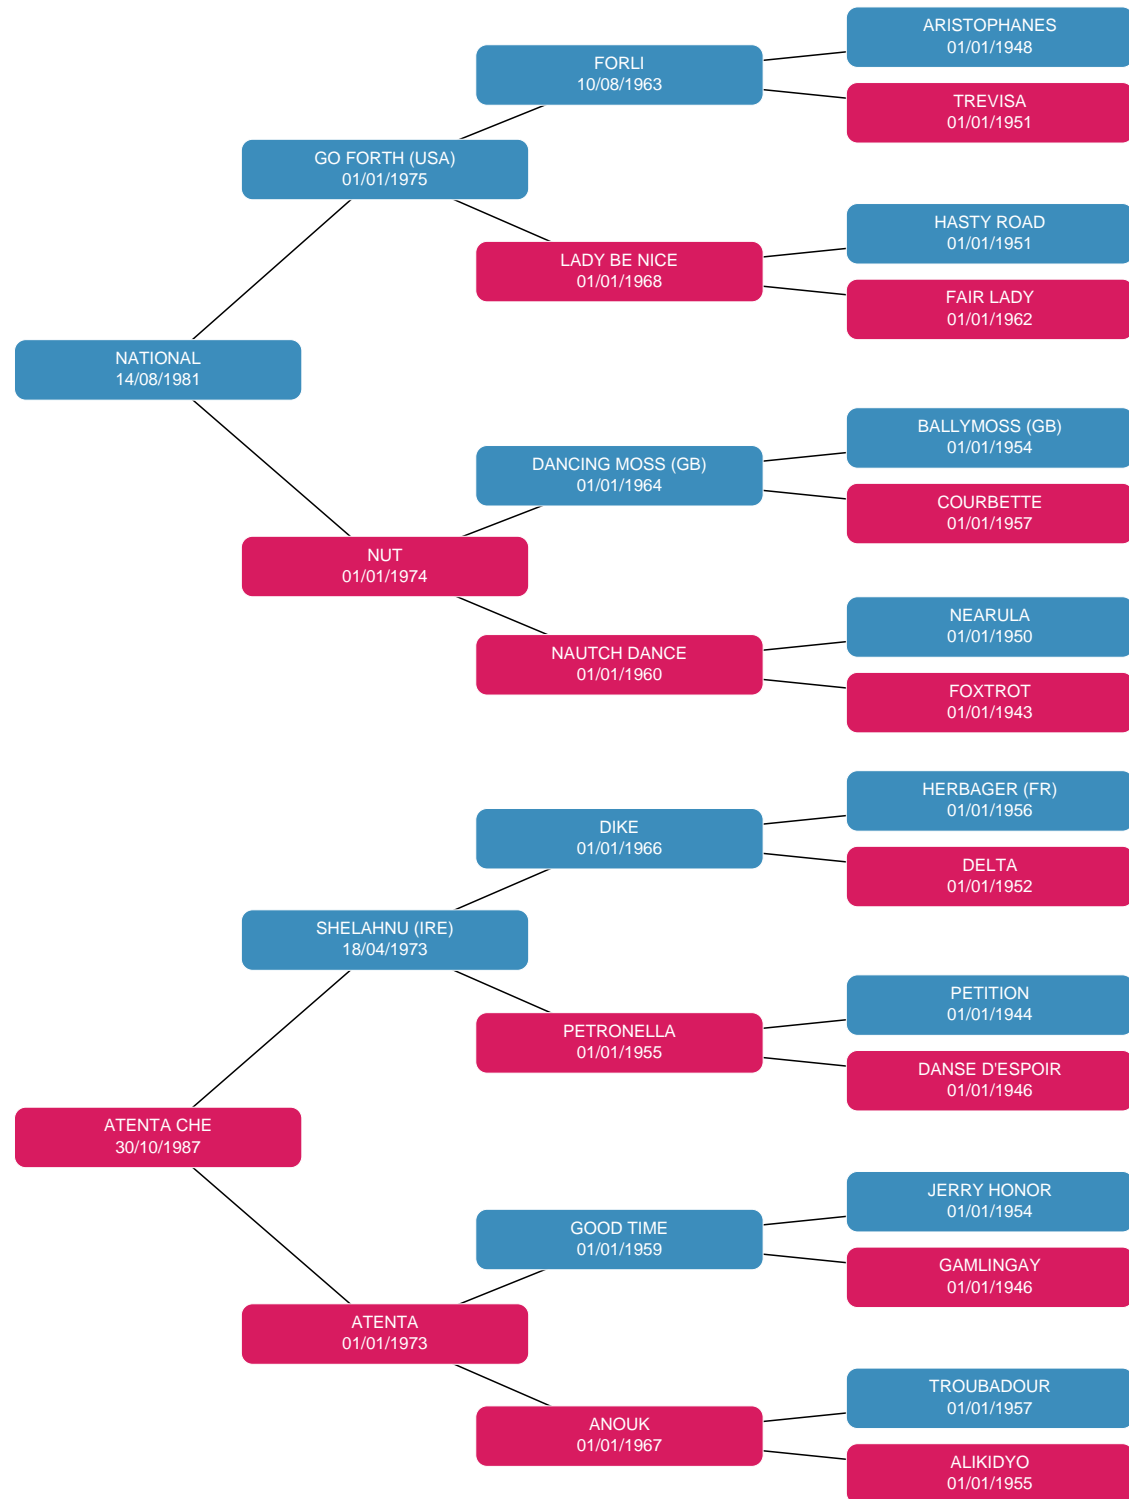 ARISTOPHANES
01/01/1948
FORLI
10/08/1963
TREVISA
01/01/1951
GO FORTH (USA)
01/01/1975
HASTY ROAD
01/01/1951
LADY BE NICE
01/01/1968
FAIR LADY
01/01/1962
NATIONAL
14/08/1981
BALLYMOSS (GB)
01/01/1954
DANCING MOSS (GB)
01/01/1964
COURBETTE
01/01/1957
NUT
01/01/1974
NEARULA
01/01/1950
NAUTCH DANCE
01/01/1960
FOXTROT
01/01/1943
HERBAGER (FR)
01/01/1956
DIKE
01/01/1966
DELTA
01/01/1952
SHELAHNU (IRE)
18/04/1973
PETITION
01/01/1944
PETRONELLA
01/01/1955
DANSE D'ESPOIR
01/01/1946
ATENTA CHE
30/10/1987
JERRY HONOR
01/01/1954
GOOD TIME
01/01/1959
GAMLINGAY
01/01/1946
ATENTA
01/01/1973
TROUBADOUR
01/01/1957
ANOUK
01/01/1967
ALIKIDYO
01/01/1955